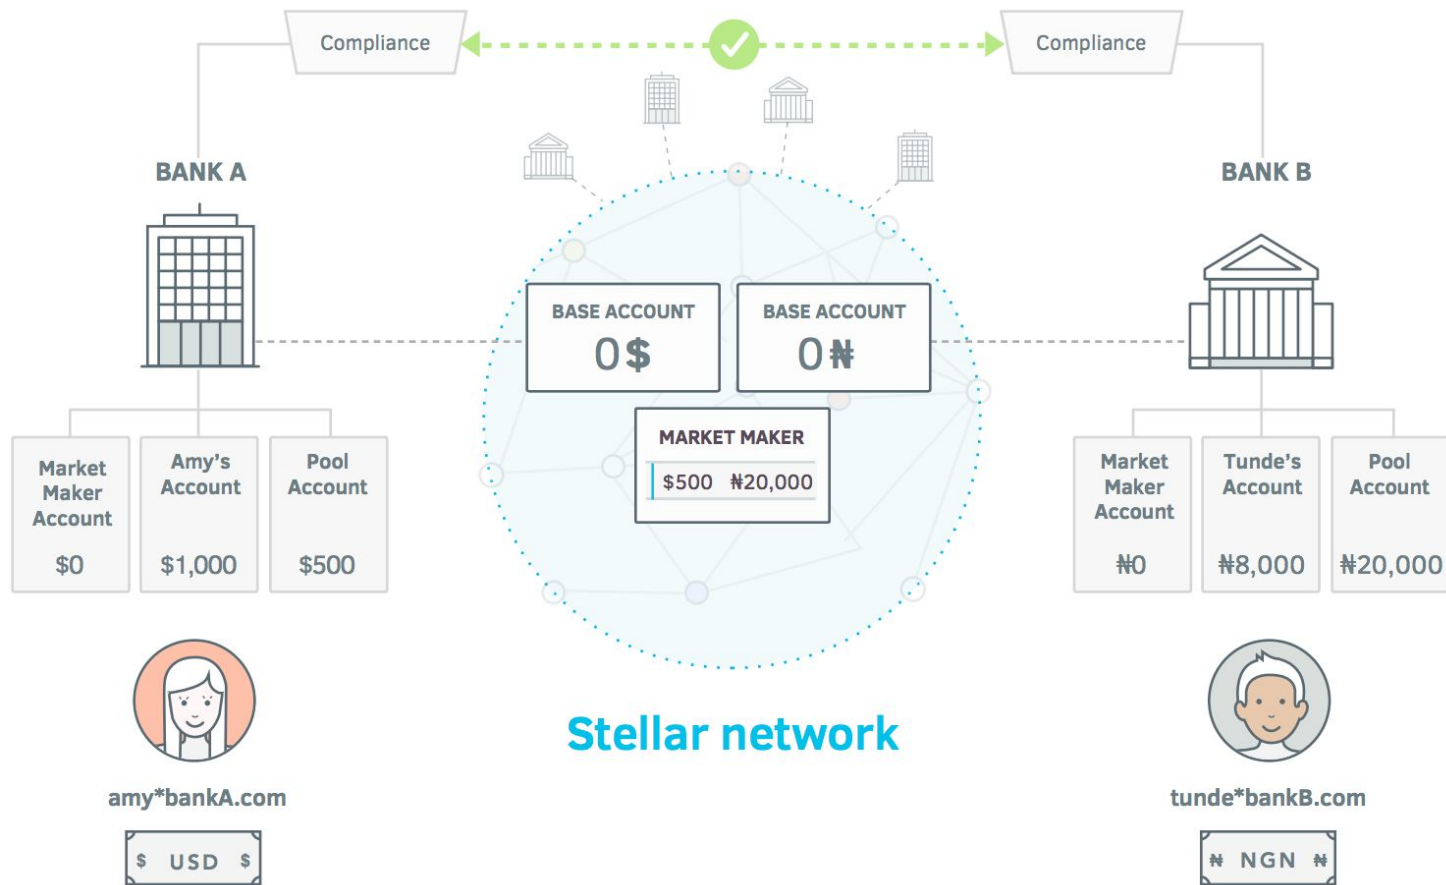 Compliance
Compliance
BANK A
BANK B
BASE ACCOUNT
0$
BASE ACCOUNT
0₦
MARKET MAKER
$500 ₦20,000
Market
Maker
Account
$0
Amy's
Account
$1,000
Pool
Account
$500
Market
Maker
Account
₦0
Tunde's
Account
₦8,000
Pool
Account
₦20,000
Stellar network
amy*bankA.com
tunde*bankB.com
$ USD $
₦ NGN ₦